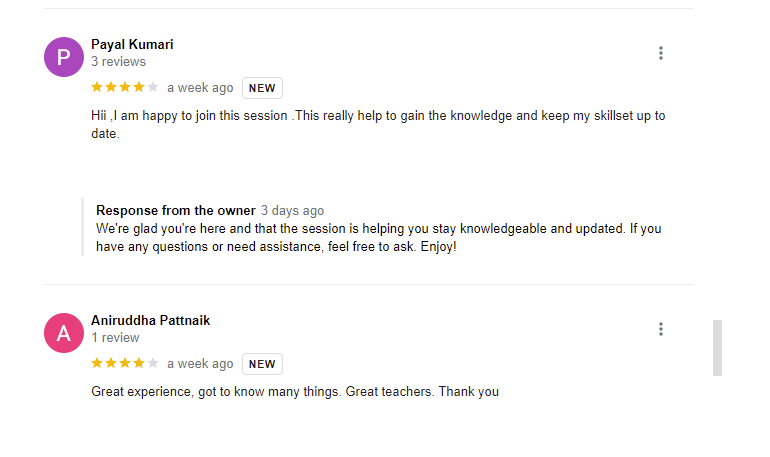 P
Payal Kumari
3 reviews
a week ago NEW
Hii ,I am happy to join this session .This really help to gain the knowledge and keep my skillset up to
date.
Response from the owner 3 days ago
We're glad you're here and that the session is helping you stay knowledgeable and updated. If you
have any questions or need assistance, feel free to ask. Enjoy!
A
Aniruddha Pattnaik
1 review
a week ago NEW
Great experience, got to know many things. Great teachers. Thank you